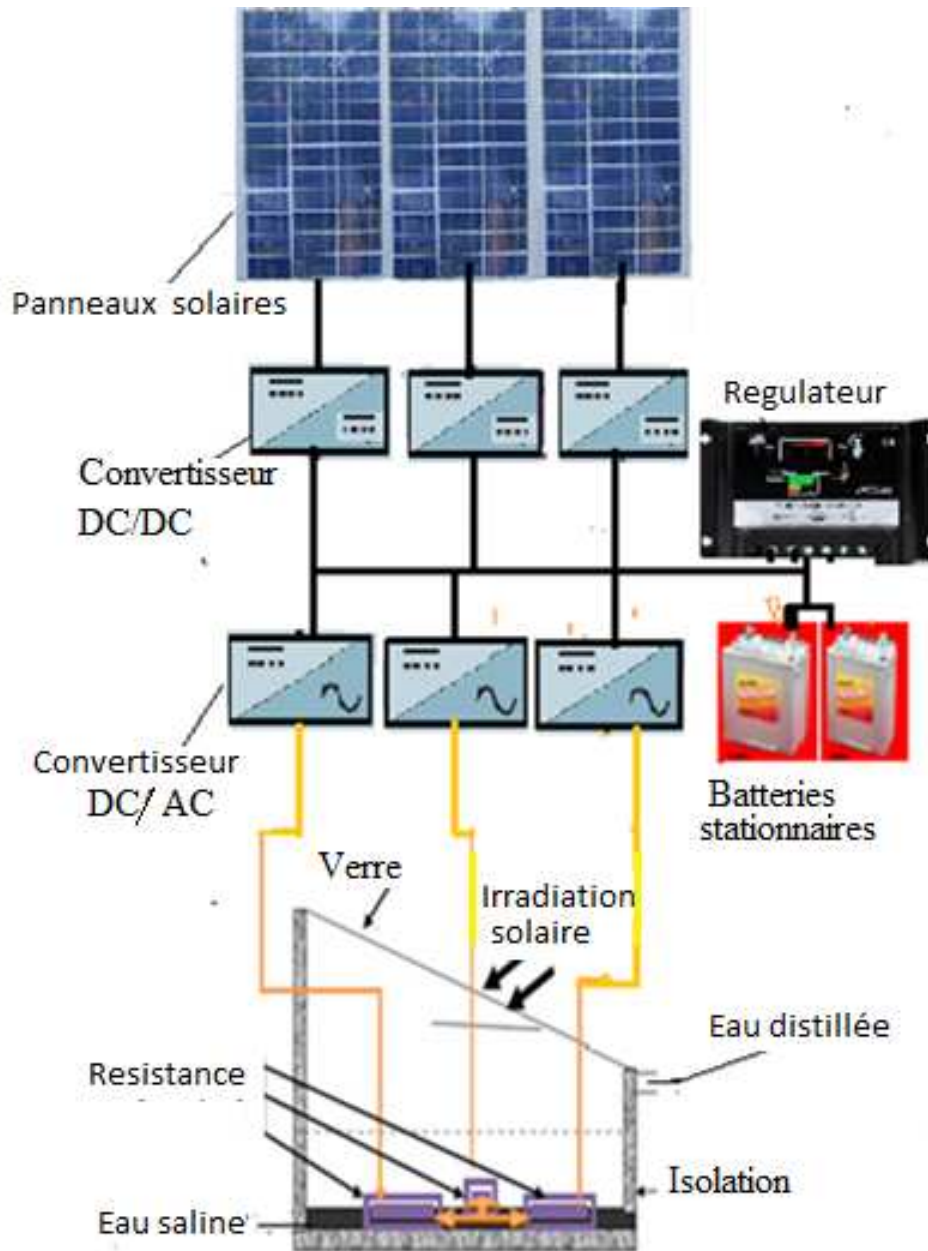 Panneaux solaires
Regulateur
Convertisseur
DC/DC
Convertisseur
DC/ AC
Batteries
stationnaires
Verre
Irradiation
solaire
Eau distillée
Resistance
Isolation
Eau saline